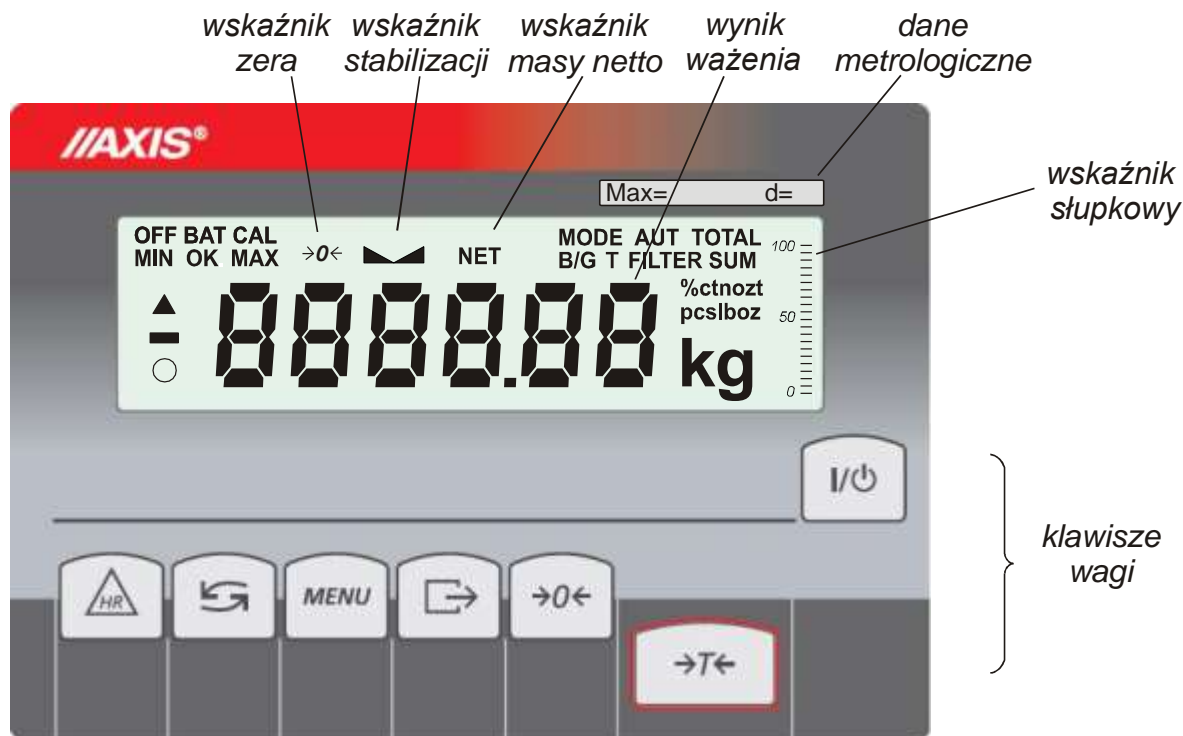 wskaźnik wskaźnik wskaźnik wynik dane
zera stabilizacji masy netto ważenia metrologiczne
//AXIS®
wskaźnik
słupkowy
Max= d=
OFF BAT CAL
MIN OK MAX
→0←
NET
MODE AUT TOTAL
B/G T FILTER SUM
100
50
0
%ctnozt
pcslboz
888888.88
kg
I/⏻
klawisze
wagi
HR
MENU
→0←
→T←